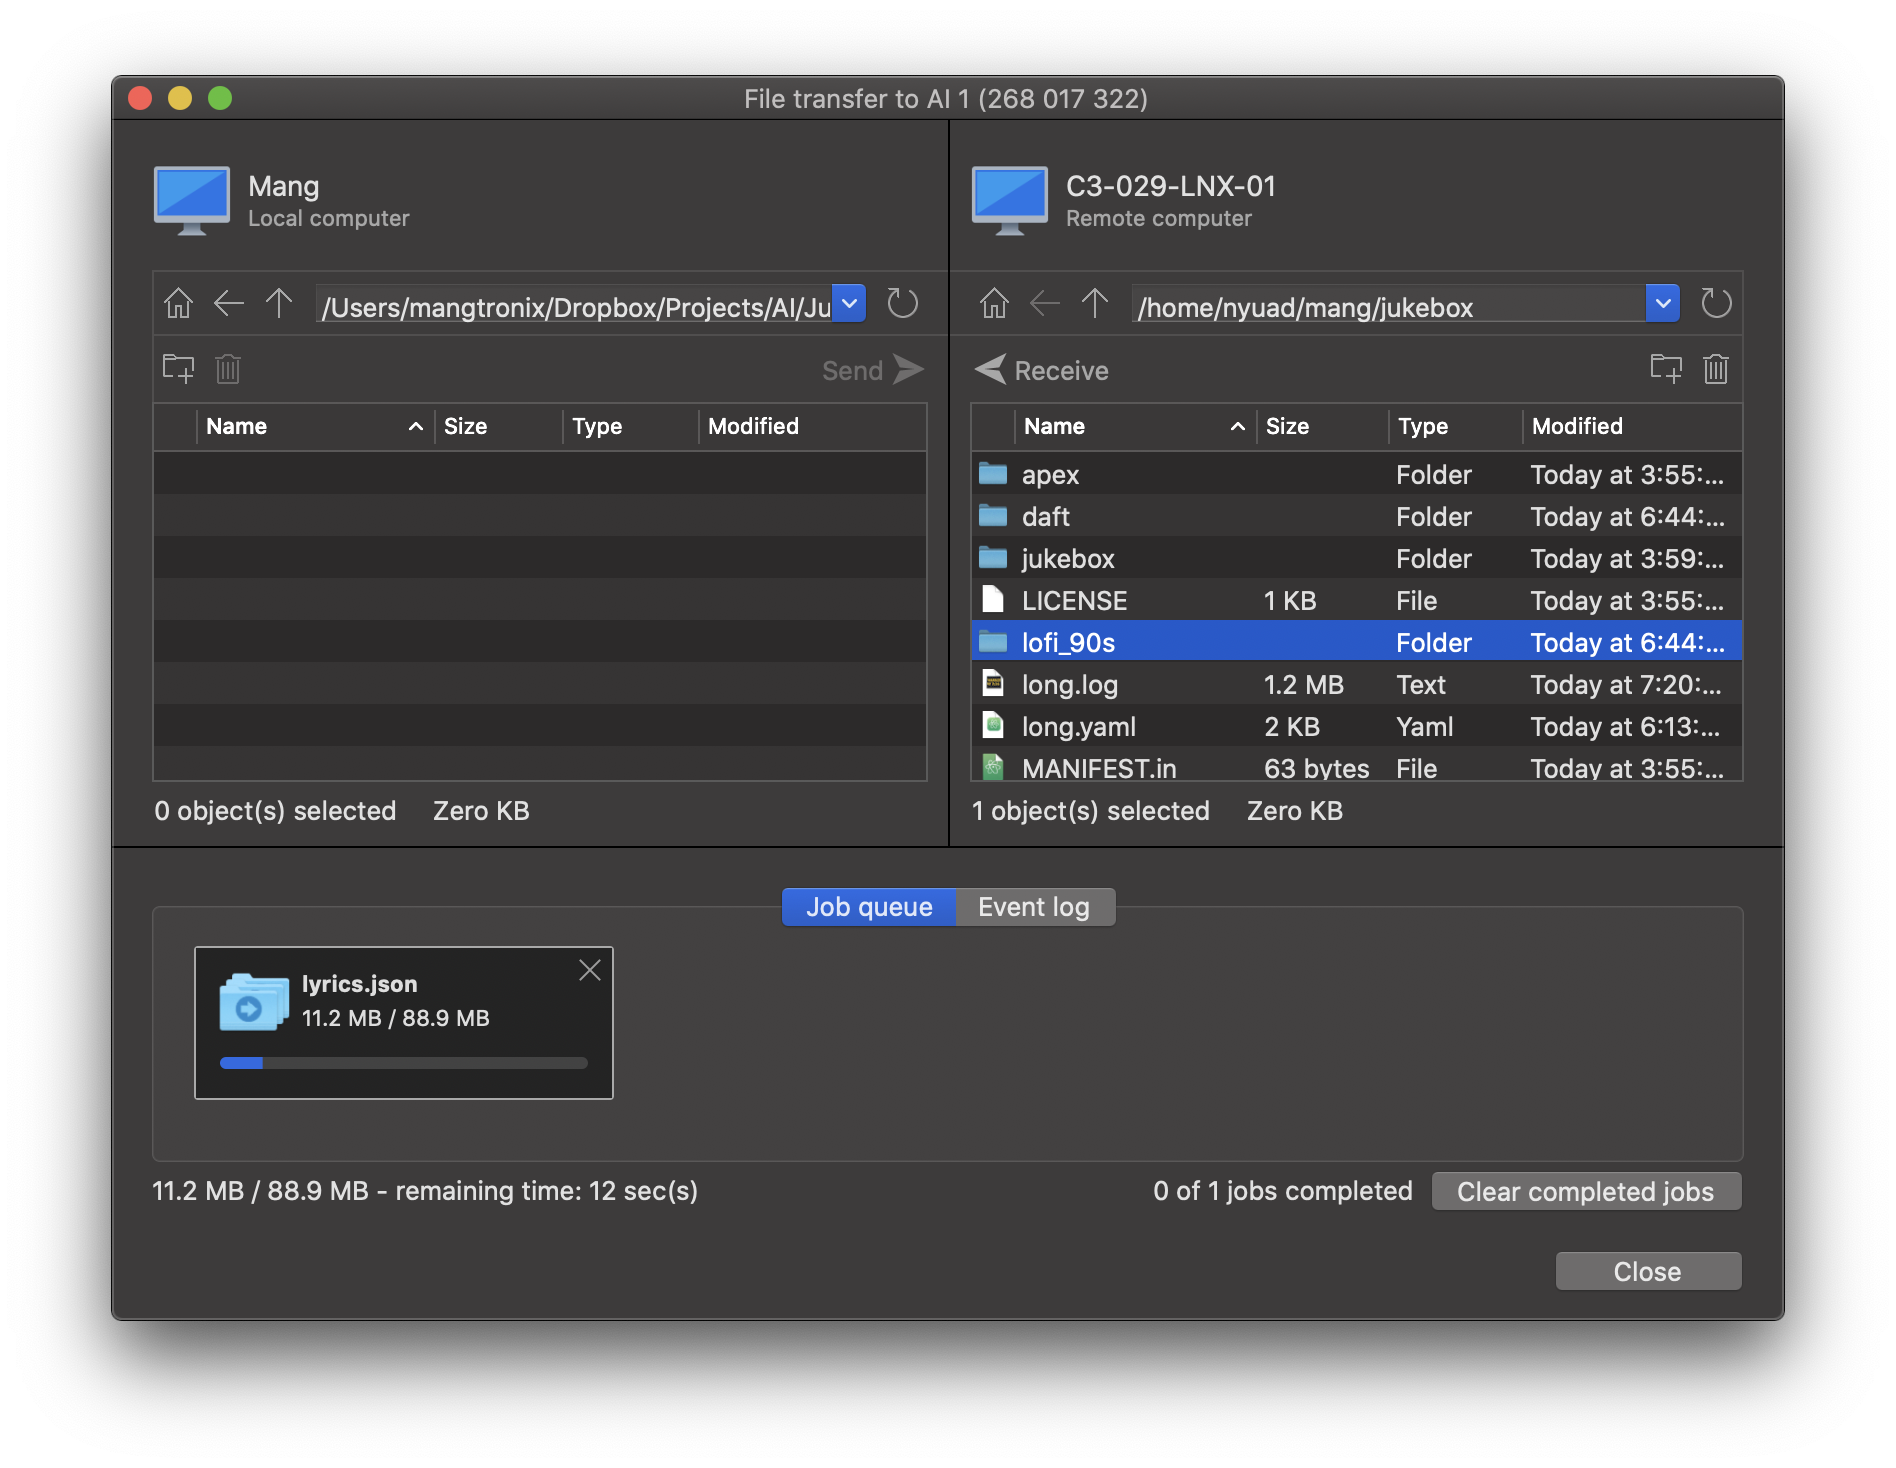 File transfer to AI 1 (268 017 322)
Mang
Local computer
/Users/mangtronix/Dropbox/Projects/AI/Ju
Send
Name Size Type Modified
0 object(s) selected Zero KB
C3-029-LNX-01
Remote computer
/home/nyuad/mang/jukebox
Receive
Name Size Type Modified
apex Folder Today at 3:55:...
daft Folder Today at 6:44:...
jukebox Folder Today at 3:59:...
LICENSE 1 KB File Today at 3:55:...
lofi_90s Folder Today at 6:44:...
long.log 1.2 MB Text Today at 7:20:...
long.yaml 2 KB Yaml Today at 6:13:...
MANIFEST.in 63 bytes File Today at 3:55:...
1 object(s) selected Zero KB
Job queue Event log
lyrics.json
11.2 MB / 88.9 MB
11.2 MB / 88.9 MB - remaining time: 12 sec(s)
0 of 1 jobs completed Clear completed jobs
Close